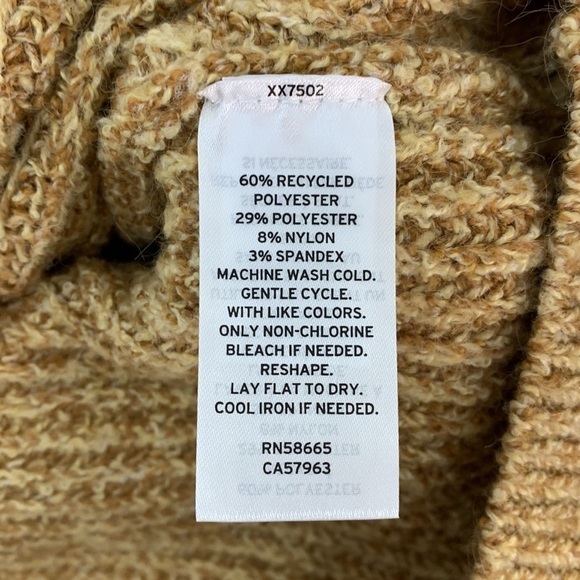 XX7502
60% RECYCLED
POLYESTER
29% POLYESTER
8% NYLON
3% SPANDEX
MACHINE WASH COLD.
GENTLE CYCLE.
WITH LIKE COLORS.
ONLY NON-CHLORINE
BLEACH IF NEEDED.
RESHAPE.
LAY FLAT TO DRY.
COOL IRON IF NEEDED.
RN58665
CA57963